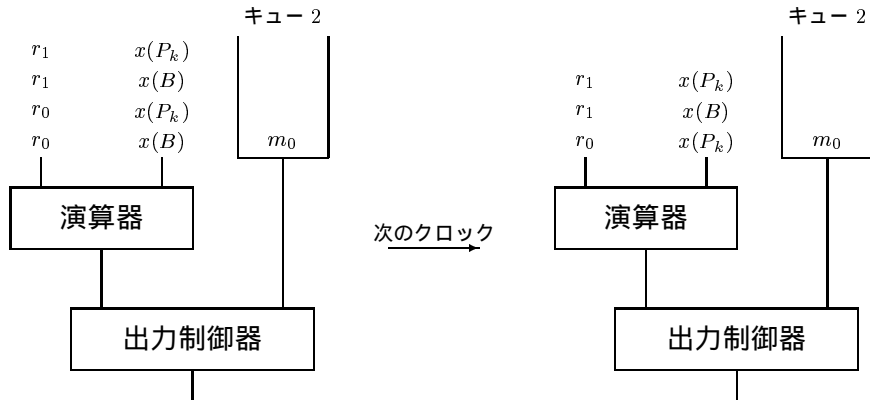 キュー 2
r₁ x(Pₖ)
r₁ x(B)
r₀ x(Pₖ)
r₀ x(B) m₀
演算器
出力制御器
次のクロック
キュー 2
r₁ x(Pₖ)
r₁ x(B)
r₀ x(Pₖ) m₀
演算器
出力制御器